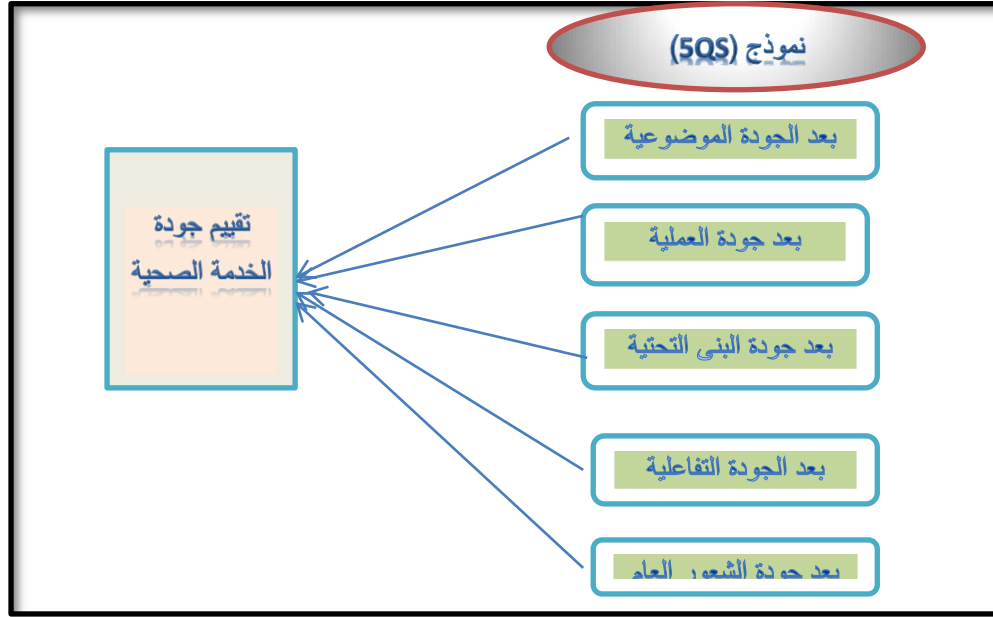 نموذج (5QS)
بعد الجودة الموضوعية
بعد جودة العملية
تقييم جودة
الخدمة الصحية
بعد جودة البنى التحتية
بعد الجودة التفاعلية
بعد جودة الشعور العام